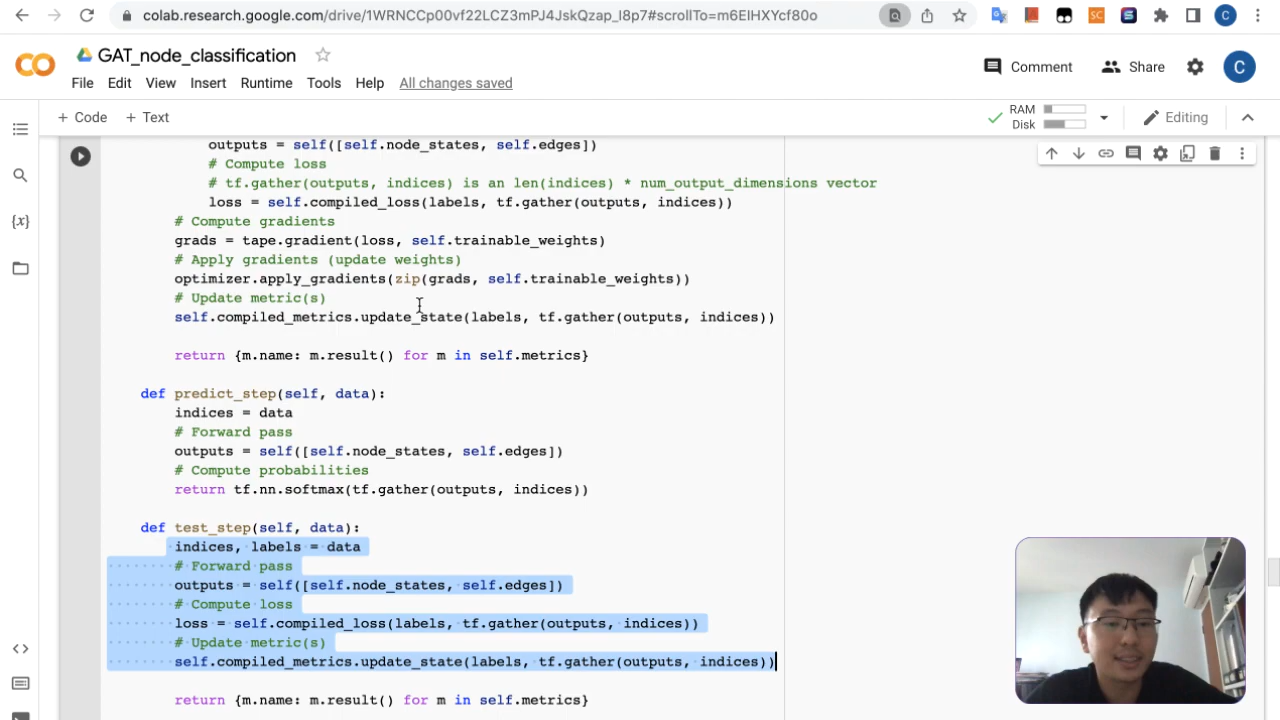 colab.research.google.com/drive/1WRNCCp00vf22LCZ3mPJ4JskQzap_I8p7#scrollTo=m6ElHXYcf80o
SC
S
C
GAT_node_classification
File Edit View Insert Runtime Tools Help All changes saved
Comment
Share
C
+ Code + Text
RAM
Disk
Editing
{x}
outputs = self([self.node_states, self.edges])
# Compute loss
# tf.gather(outputs, indices) is an len(indices) * num_output_dimensions vector
loss = self.compiled_loss(labels, tf.gather(outputs, indices))
# Compute gradients
grads = tape.gradient(loss, self.trainable_weights)
# Apply gradients (update weights)
optimizer.apply_gradients(zip(grads, self.trainable_weights))
# Update metric(s)
self.compiled_metrics.update_state(labels, tf.gather(outputs, indices))
return {m.name: m.result() for m in self.metrics}
def predict_step(self, data):
indices = data
# Forward pass
outputs = self([self.node_states, self.edges])
# Compute probabilities
return tf.nn.softmax(tf.gather(outputs, indices))
def test_step(self, data):
indices, labels = data
# Forward pass
outputs = self([self.node_states, self.edges])
# Compute loss
loss = self.compiled_loss(labels, tf.gather(outputs, indices))
# Update metric(s)
self.compiled_metrics.update_state(labels, tf.gather(outputs, indices))
return {m.name: m.result() for m in self.metrics}